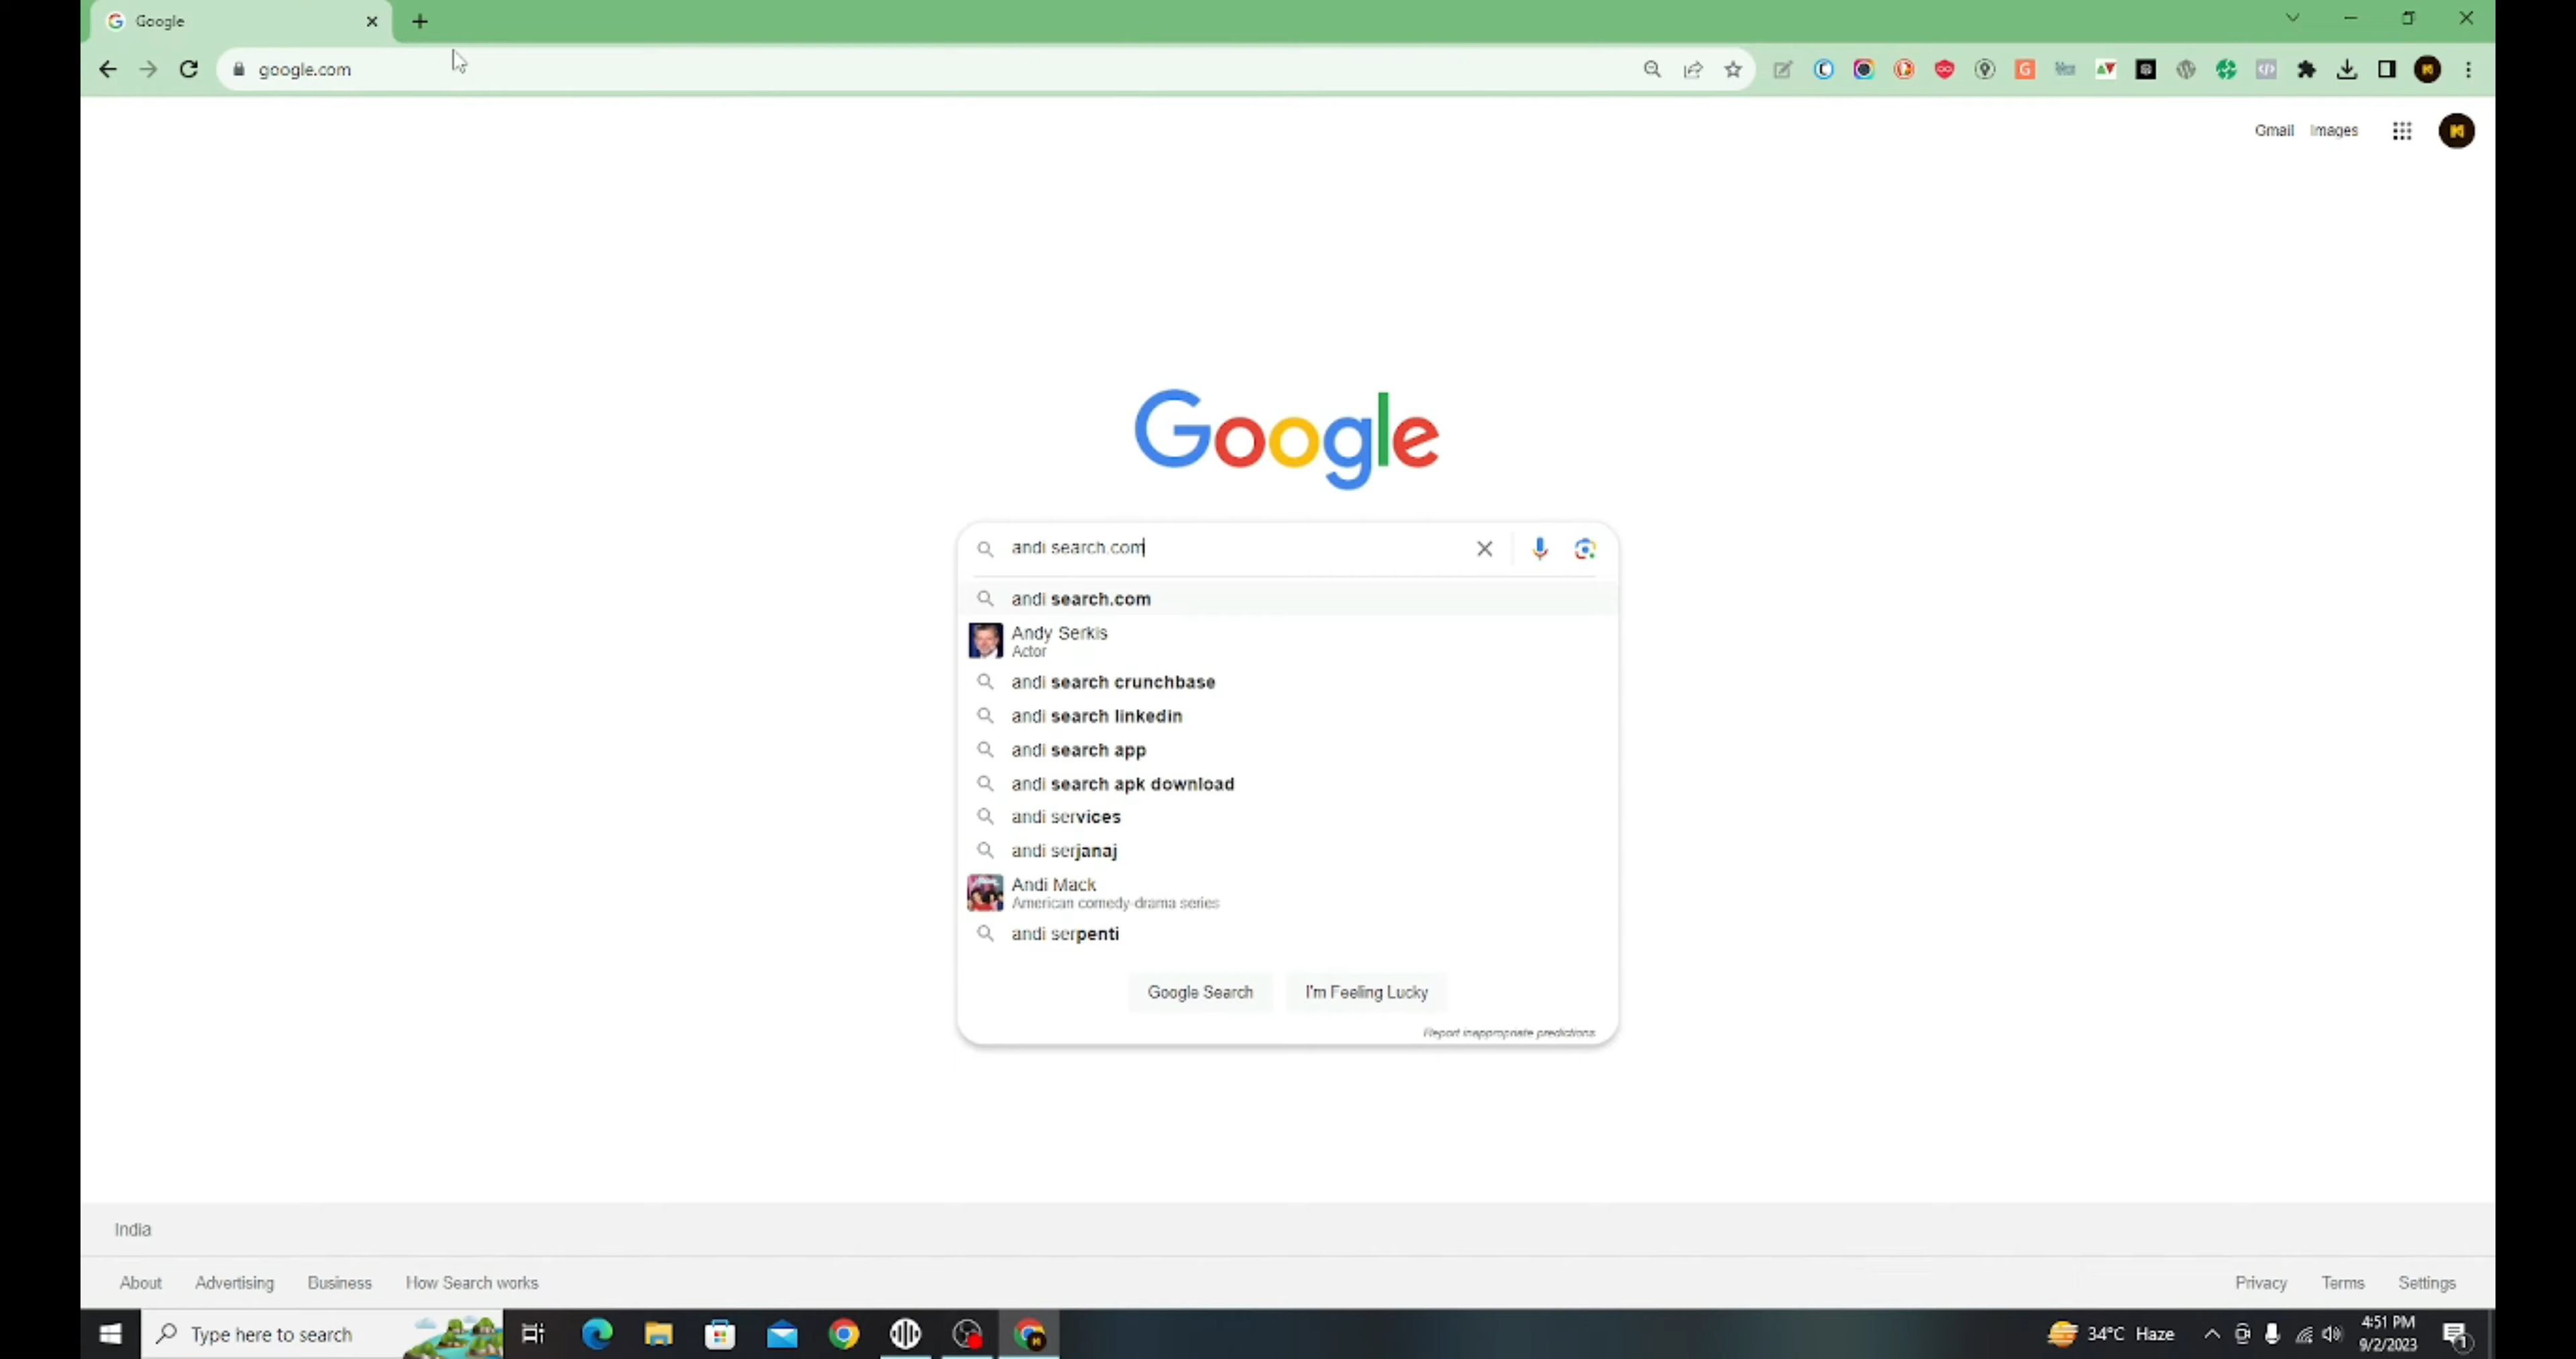 Google
google.com
Gmail Images
Google
andi search.com
andi search.com
Andy Serkis
Actor
andi search crunchbase
andi search linkedin
andi search app
andi search apk download
andi services
andi serjanaj
Andi Mack
American comedy-drama series
andi serpenti
Google Search I'm Feeling Lucky
Report inappropriate predictions
India
About Advertising Business How Search works Privacy Terms Settings
Type here to search 34°C Haze 4:51 PM
9/2/2023